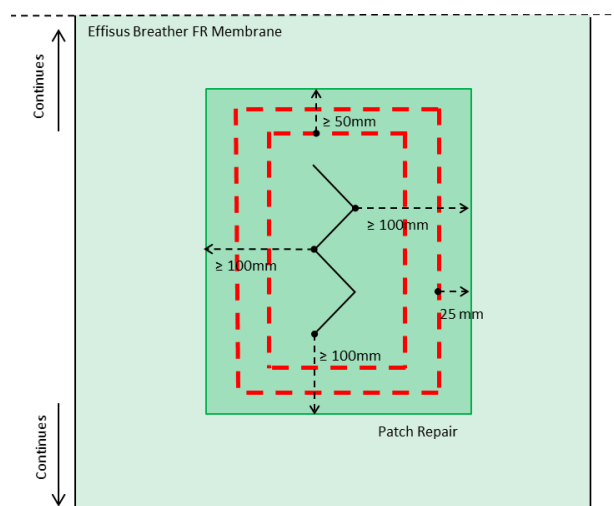 Effisus Breather FR Membrane
Continues
≥ 50mm
≥ 100mm
≥ 100mm
25 mm
≥ 100mm
Patch Repair
Continues